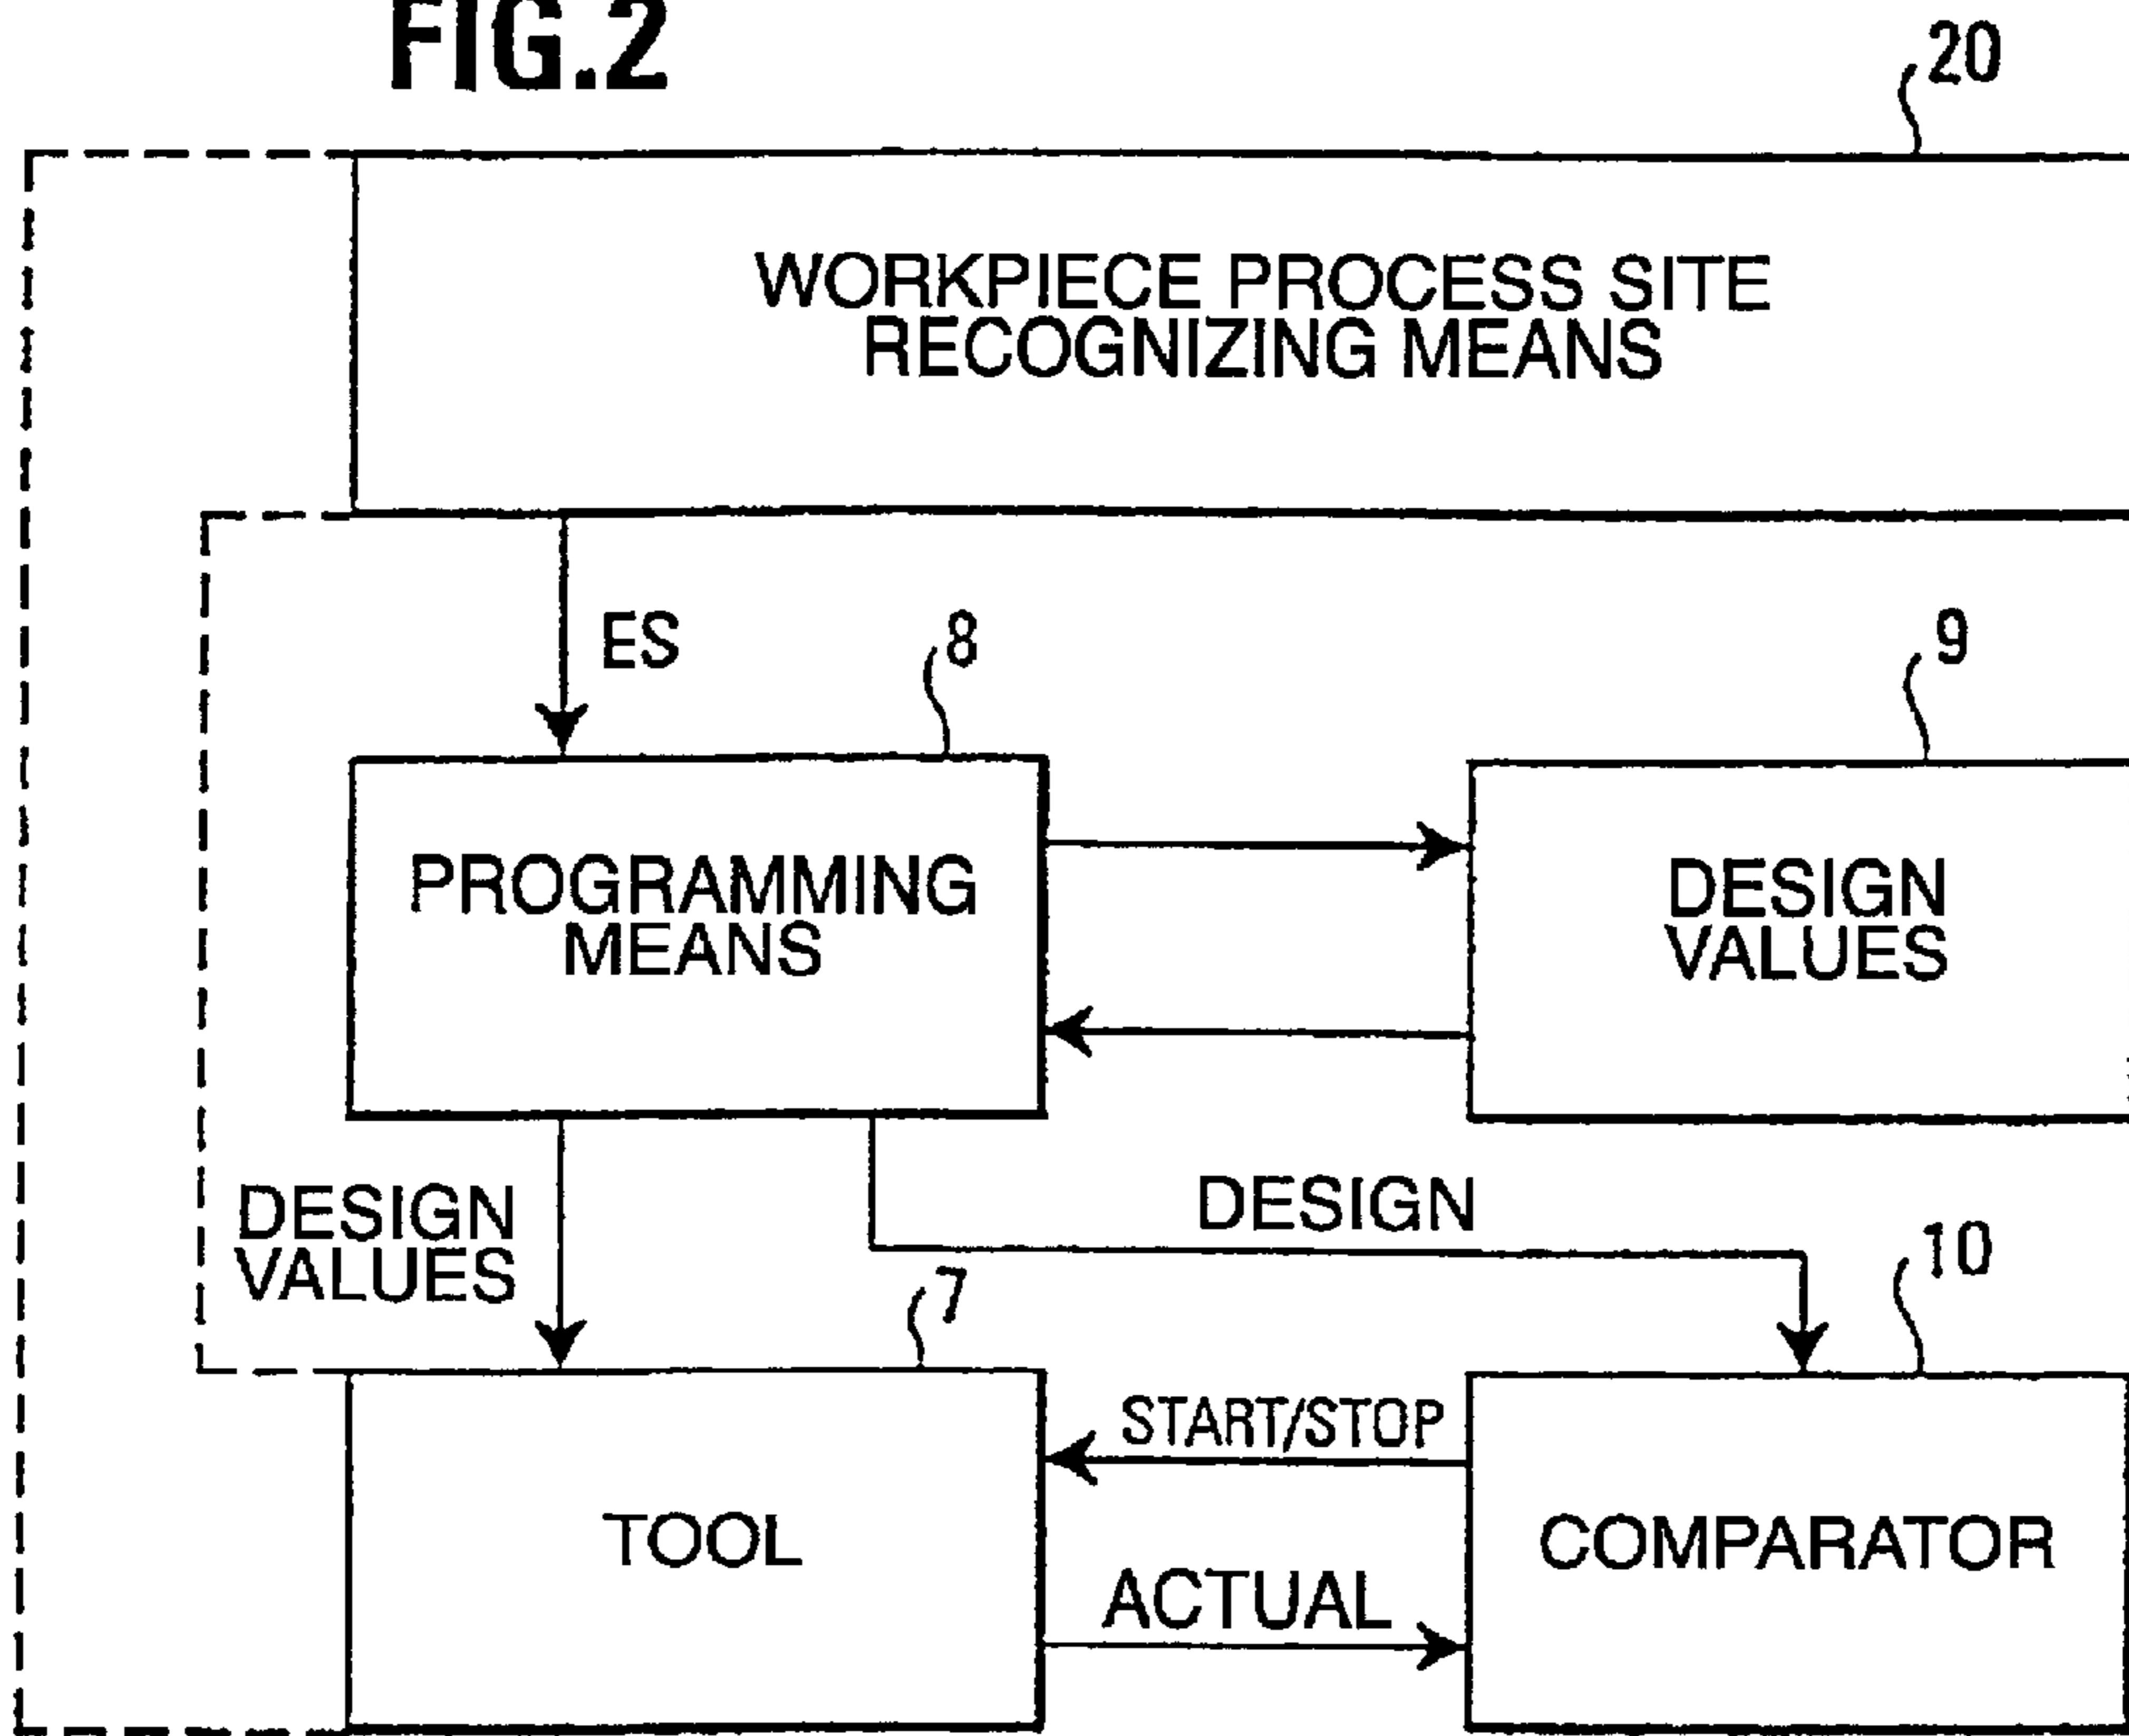 FIG.2
20
WORKPIECE PROCESS SITE
RECOGNIZING MEANS
ES
8
9
PROGRAMMING
MEANS
DESIGN
VALUES
DESIGN
VALUES
DESIGN
7
10
START/STOP
TOOL
COMPARATOR
ACTUAL